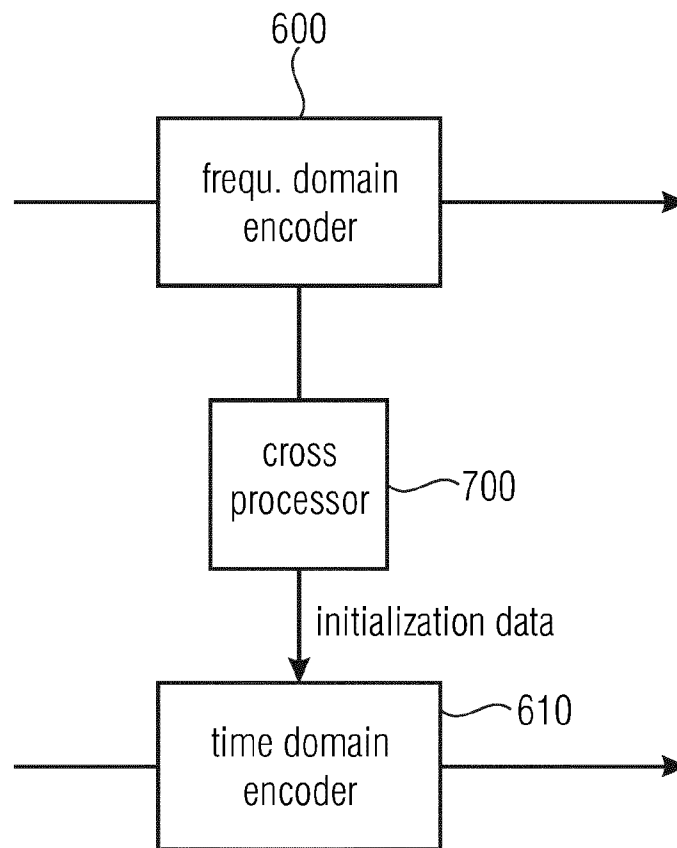 600
frequ. domain
encoder
cross
processor
700
initialization data
610
time domain
encoder